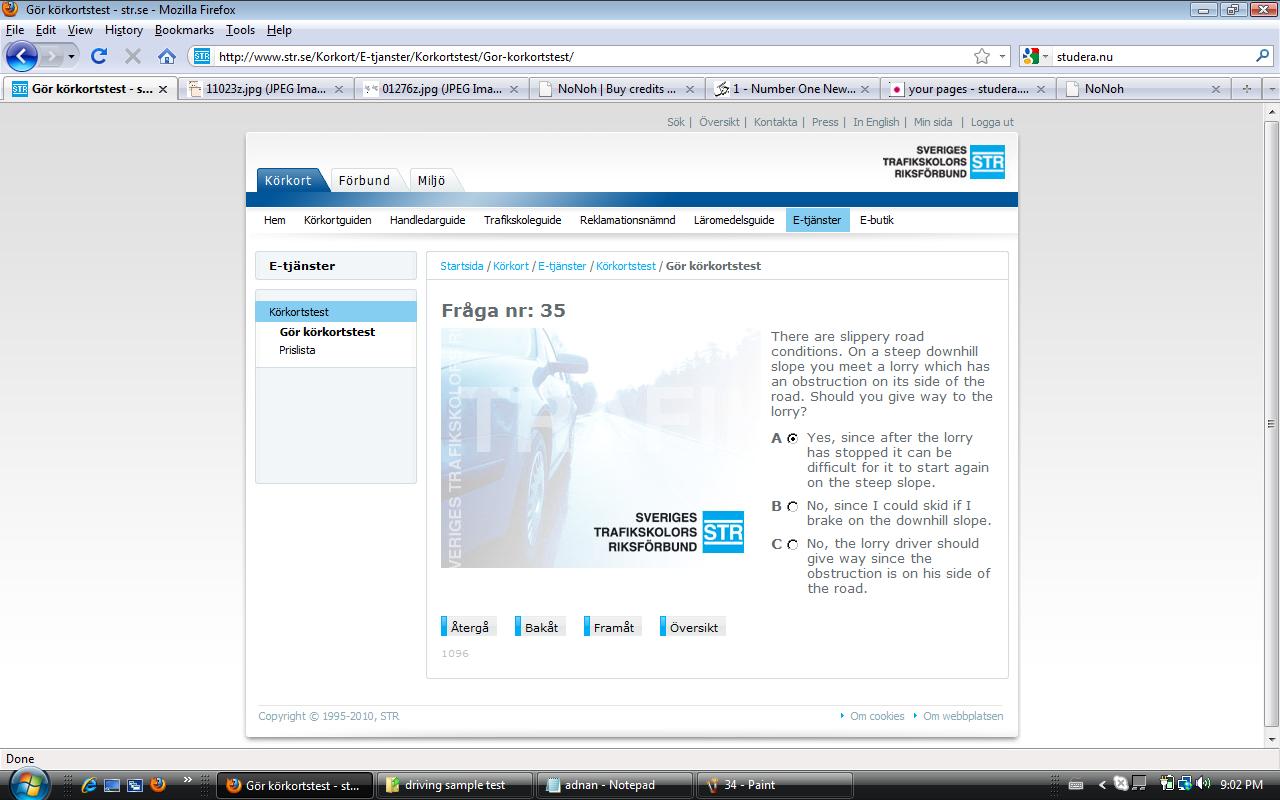 Gör körkortstest - str.se - Mozilla Firefox
File Edit View History Bookmarks Tools Help
http://www.str.se/Korkort/E-tjanster/Korkortstest/Gor-korkortstest/
studera.nu
Gör körkortstest - s...
11023z.jpg (JPEG Ima...
01276z.jpg (JPEG Ima...
NoNoh | Buy credits ...
1 - Number One New...
your pages - studera....
NoNoh
Sök | Översikt | Kontakta | Press | In English | Min sida | Logga ut
SVERIGES
TRAFIKSKOLORS
RIKSFÖRBUND
STR
Körkort Förbund Miljö
Hem Körkortguiden Handledarguide Trafikskoleguide Reklamationsnämnd Läromedelsguide E-tjänster E-butik
E-tjänster
Körkortstest
Gör körkortstest
Prislista
Startsida / Körkort / E-tjänster / Körkortstest / Gör körkortstest
Fråga nr: 35
TRAFI
SVERIGES
TRAFIKSKOLORS
RIKSFÖRBUND
STR
There are slippery road
conditions. On a steep downhill
slope you meet a lorry which has
an obstruction on its side of the
road. Should you give way to the
lorry?
A Yes, since after the lorry
has stopped it can be
difficult for it to start again
on the steep slope.
B No, since I could skid if I
brake on the downhill slope.
C No, the lorry driver should
give way since the
obstruction is on his side of
the road.
Återgå Bakåt Framåt Översikt
1096
Copyright © 1995-2010, STR
Om cookies Om webbplatsen
Done
Gör körkortstest - st...
driving sample test
adnan - Notepad
34 - Paint
9:02 PM